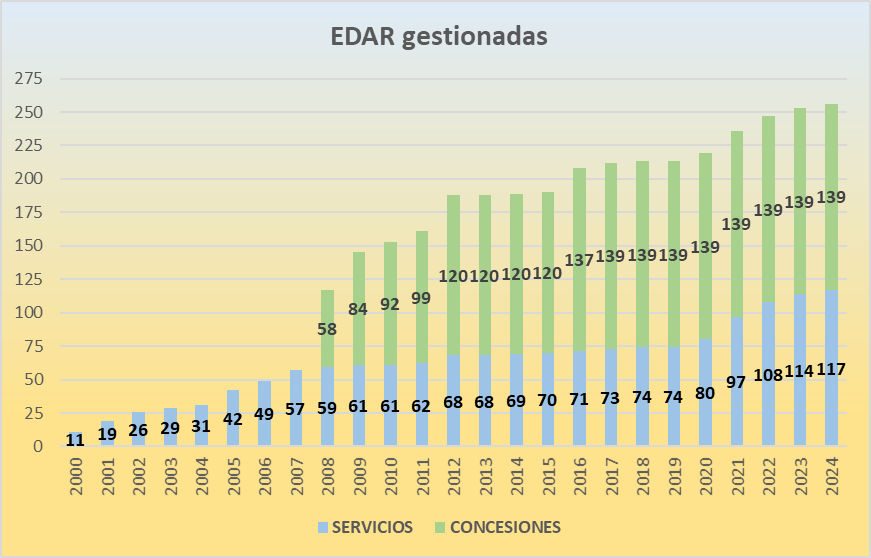 EDAR gestionadas
275
250
225
200
175
150
125
100
75
50
25
0
58 84 92 99 120 120 120 120 137 139 139 139 139 139 139 139 139
11 19 26 29 31 42 49 57 59 61 61 62 68 68 69 70 71 73 74 74 80 97 108 114 117
2000 2001 2002 2003 2004 2005 2006 2007 2008 2009 2010 2011 2012 2013 2014 2015 2016 2017 2018 2019 2020 2021 2022 2023 2024
SERVICIOS CONCESIONES